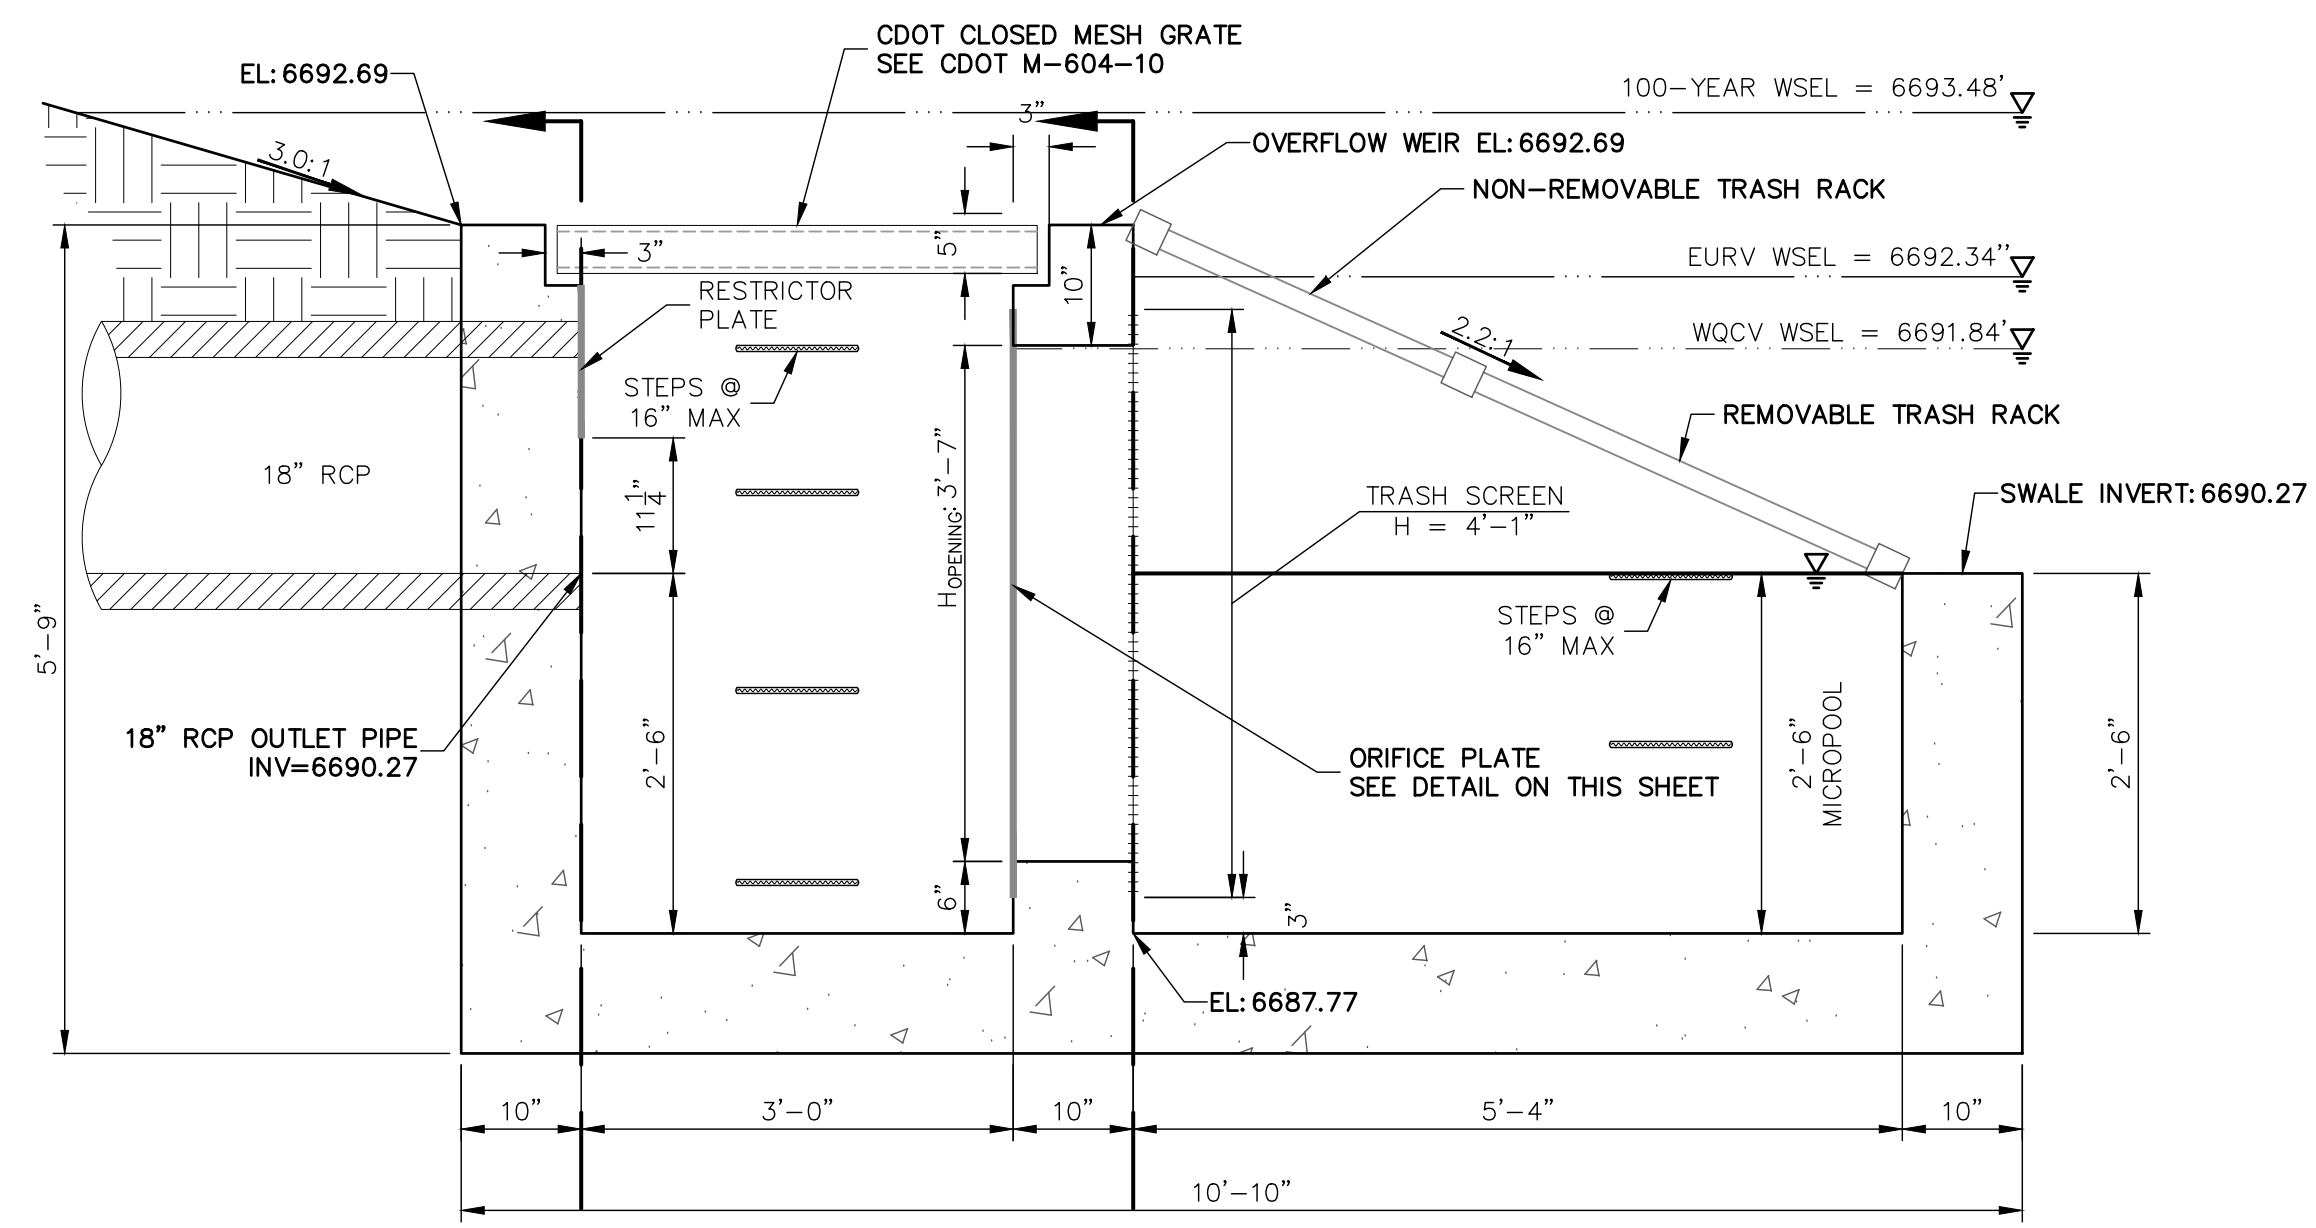 CDOT CLOSED MESH GRATE
SEE CDOT M-604-10
EL: 6692.69
100-YEAR WSEL = 6693.48'
3"
OVERFLOW WEIR EL: 6692.69
3.0:1
NON-REMOVABLE TRASH RACK
3"
5"
10"
EURV WSEL = 6692.34''
RESTRICTOR
PLATE
WQCV WSEL = 6691.84'
2.2:1
STEPS @
16" MAX
REMOVABLE TRASH RACK
18" RCP
11 1/4"
HOPENING: 3'-7"
TRASH SCREEN
H = 4'-1"
SWALE INVERT: 6690.27
5'-9"
STEPS @
16" MAX
18" RCP OUTLET PIPE
INV=6690.27
2'-6"
ORIFICE PLATE
SEE DETAIL ON THIS SHEET
2'-6"
MICROPOOL
2'-6"
6"
3"
EL: 6687.77
10"
3'-0"
10"
5'-4"
10"
10'-10"